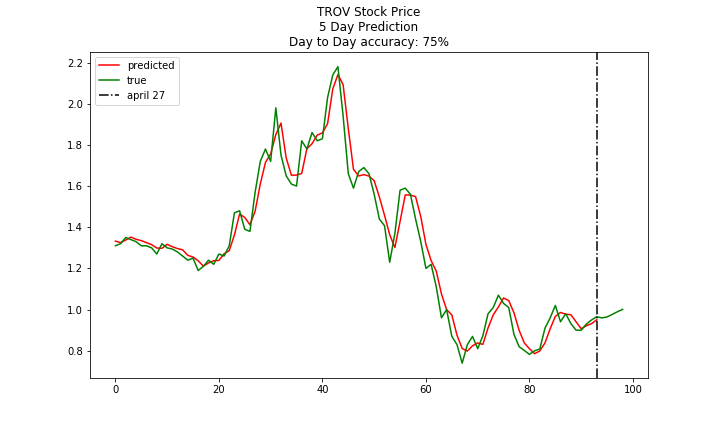 TROV Stock Price
5 Day Prediction
Day to Day accuracy: 75%
predicted
true
april 27
2.2
2.0
1.8
1.6
1.4
1.2
1.0
0.8
0 20 40 60 80 100